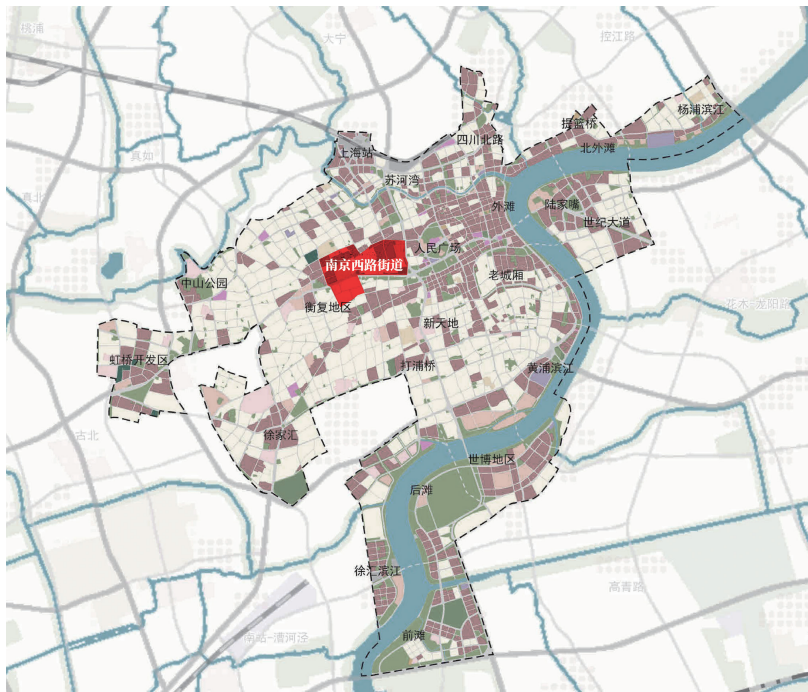 桃浦
大宁
控江路
杨浦滨江
提篮桥
四川北路
北外滩
上海站
真如
苏河湾
真北
外滩
陆家嘴
世纪大道
人民广场
南京西路街道
老城厢
中山公园
花木-龙阳路
衡复地区
新天地
虹桥开发区
打浦桥
黄浦滨江
古北
徐家汇
世博地区
后滩
徐汇滨江
高青路
前滩
南站-漕河泾